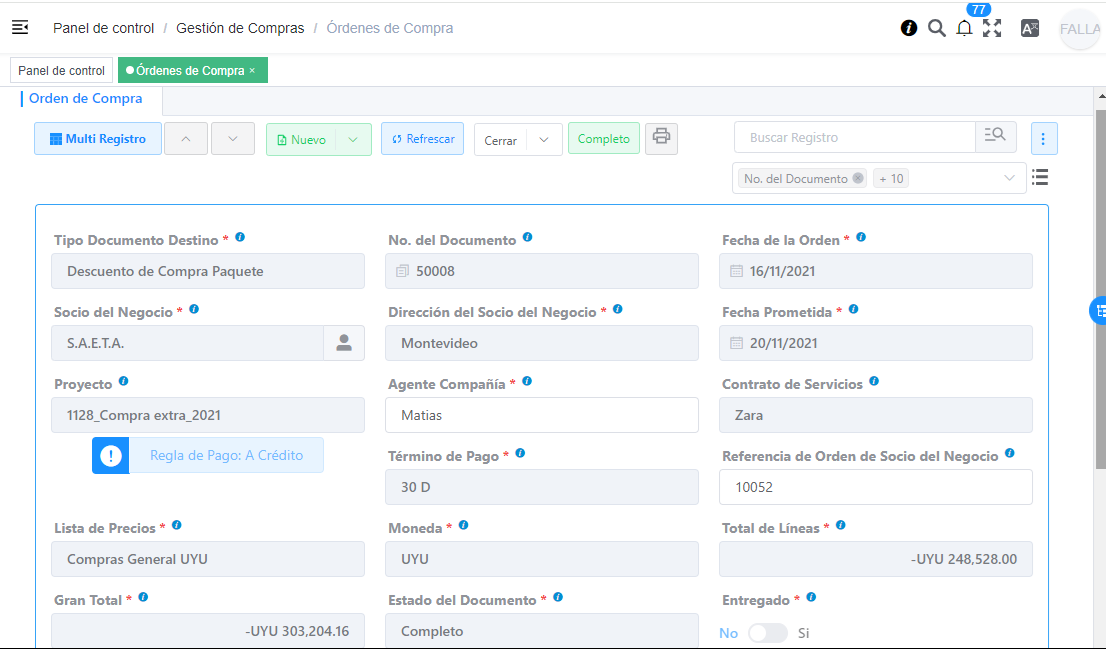 77
Panel de control / Gestión de Compras / Órdenes de Compra
FALLA
Panel de control Órdenes de Compra ×
Orden de Compra
Multi Registro Nuevo Refrescar Cerrar Completo Buscar Registro
No. del Documento + 10
Tipo Documento Destino * No. del Documento Fecha de la Orden *
Descuento de Compra Paquete 50008 16/11/2021
Socio del Negocio * Dirección del Socio del Negocio * Fecha Prometida *
S.A.E.T.A. Montevideo 20/11/2021
Proyecto Agente Compañía * Contrato de Servicios
1128_Compra extra_2021 Matias Zara
Regla de Pago: A Crédito Término de Pago * Referencia de Orden de Socio del Negocio
30 D 10052
Lista de Precios * Moneda * Total de Líneas *
Compras General UYU UYU -UYU 248,528.00
Gran Total * Estado del Documento * Entregado *
-UYU 303,204.16 Completo No Si